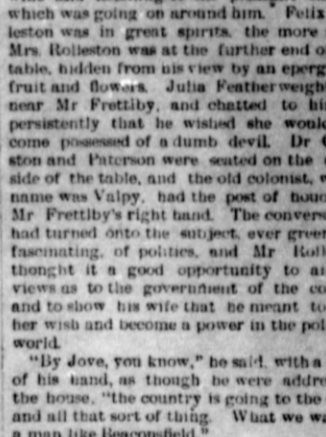 which was going on around him. Felix
leston was in great spirits, the more
Mrs. Rolleston was at the further end o
table, hidden from his view by an eperg
fruit and flowers. Julia Featherweigh
near Mr Frettlby, and chatted to hi
persistently that he wished she woul
come possessed of a dumb devil. Dr
ston and Paterson were seated on the
side of the table, and the old colonist, w
name was Valpy, had the post of hono
Mr Frettlby's right hand. The convers
had turned onto the subject, ever green
fascinating, of politics, and Mr Roll
thonght it a good opportunity to ai
views as to the government of the co
and to show his wife that he meant to
her wish and become a power in the pol
world.
"By Jove, you know," he said, with a
of his hand, as though he were addre
the house, "the country is going to the
and all that sort of thing. What we wa
a man like Beaconsfield."